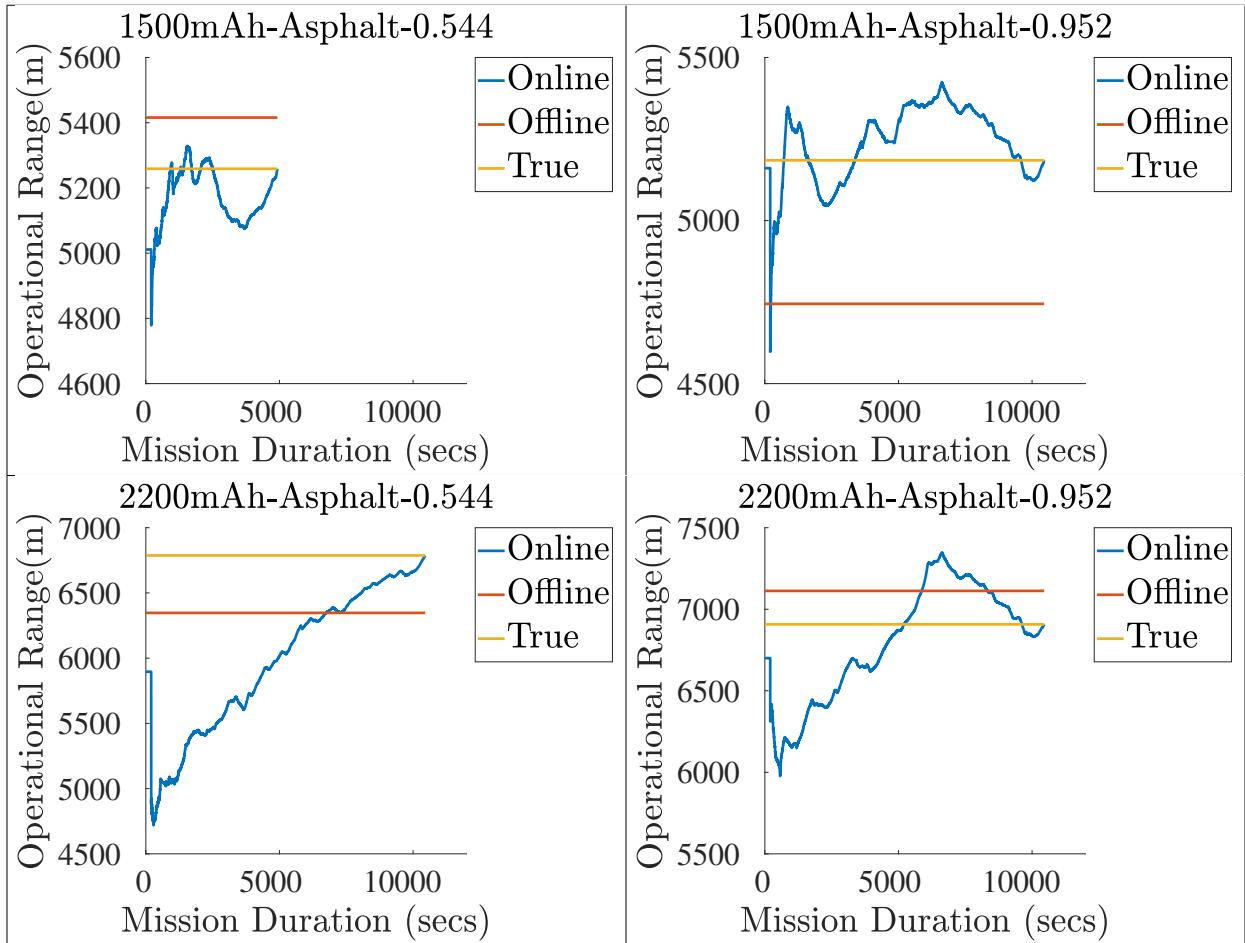 1500mAh-Asphalt-0.544
Operational Range(m)
5600
5400
5200
5000
4800
4600
0 5000 10000
Mission Duration (secs)
Online
Offline
True
1500mAh-Asphalt-0.952
Operational Range(m)
5500
5000
4500
0 5000 10000
Mission Duration (secs)
Online
Offline
True
2200mAh-Asphalt-0.544
Operational Range(m)
7000
6500
6000
5500
5000
4500
0 5000 10000
Mission Duration (secs)
Online
Offline
True
2200mAh-Asphalt-0.952
Operational Range(m)
7500
7000
6500
6000
5500
0 5000 10000
Mission Duration (secs)
Online
Offline
True